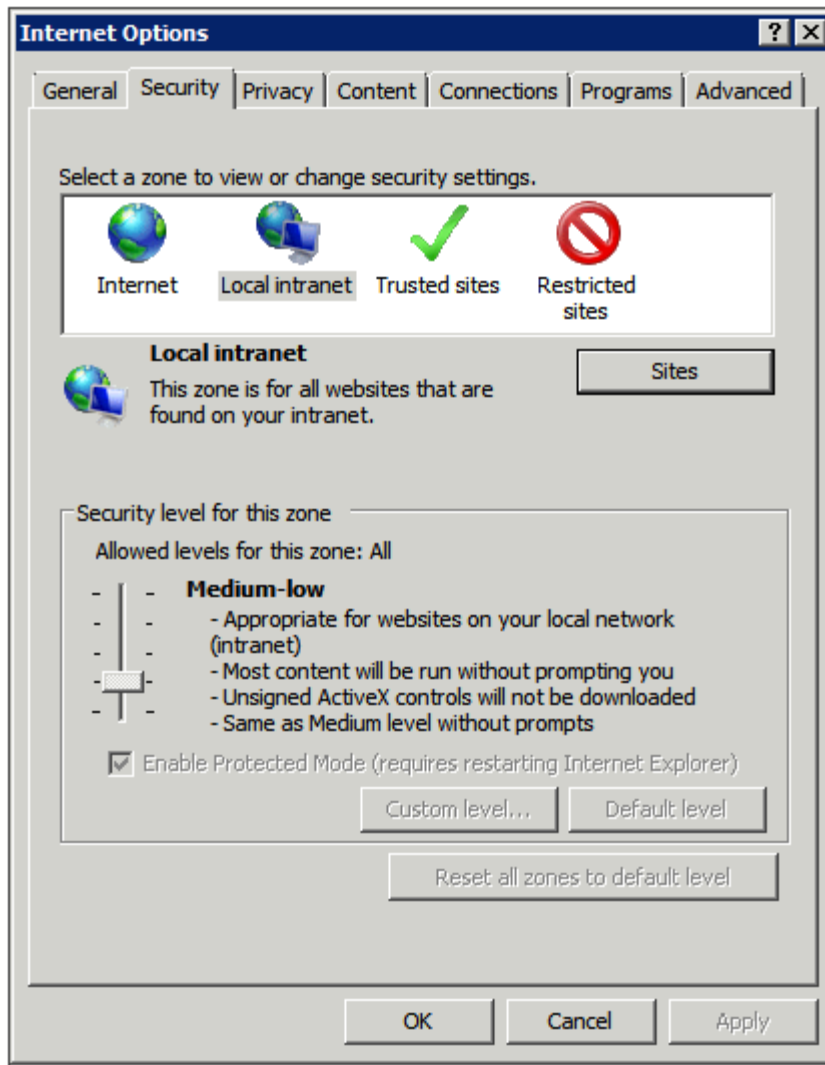 Internet Options
General Security Privacy Content Connections Programs Advanced
Select a zone to view or change security settings.
Internet Local intranet Trusted sites Restricted
sites
Local intranet
Sites
This zone is for all websites that are
found on your intranet.
Security level for this zone
Allowed levels for this zone: All
Medium-low
- Appropriate for websites on your local network
(intranet)
- Most content will be run without prompting you
- Unsigned ActiveX controls will not be downloaded
- Same as Medium level without prompts
Enable Protected Mode (requires restarting Internet Explorer)
Custom level... Default level
Reset all zones to default level
OK Cancel Apply